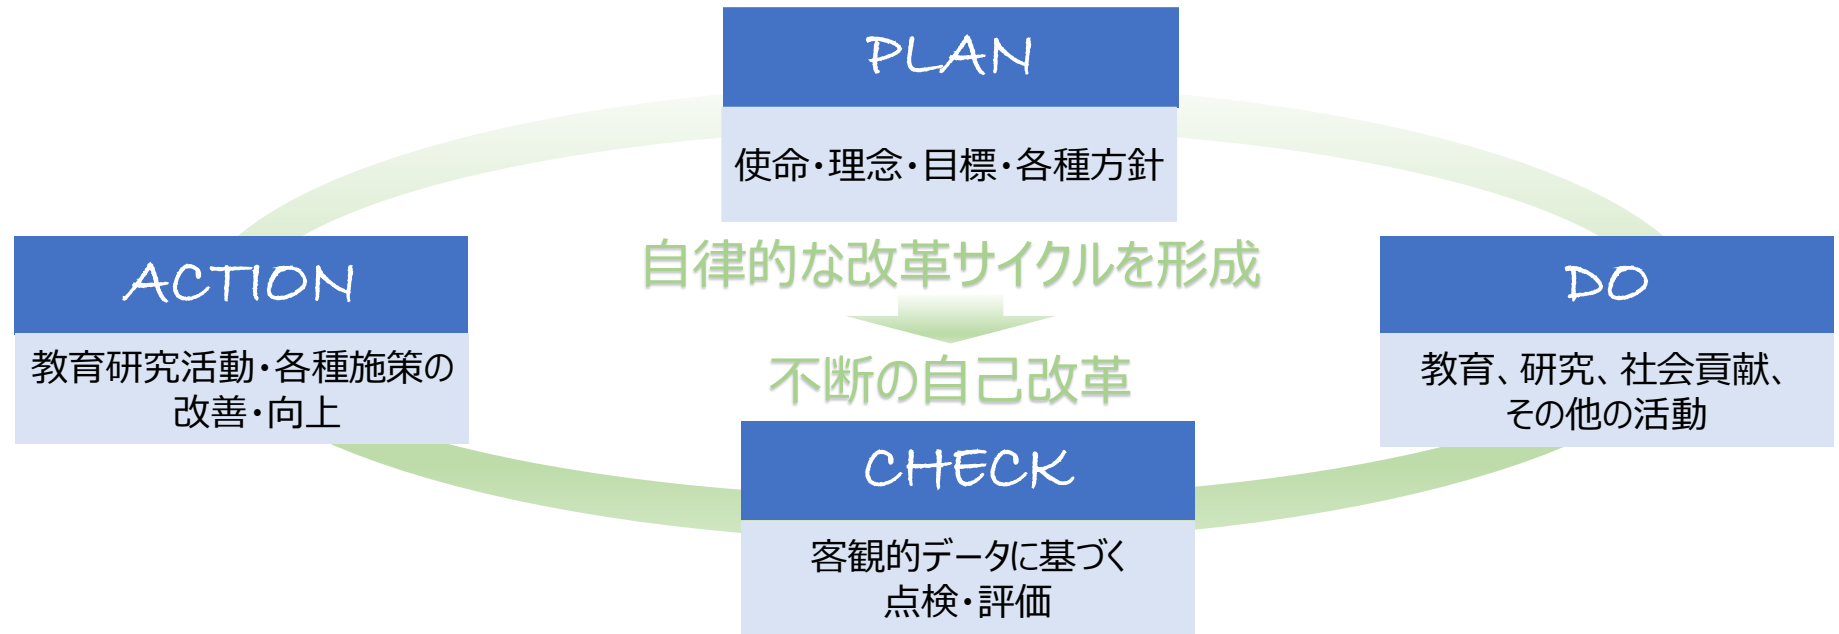 PLAN
使命・理念・目標・各種方針
自律的な改革サイクルを形成
不断の自己改革
ACTION
教育研究活動・各種施策の
改善・向上
DO
教育、研究、社会貢献、
その他の活動
CHECK
客観的データに基づく
点検・評価